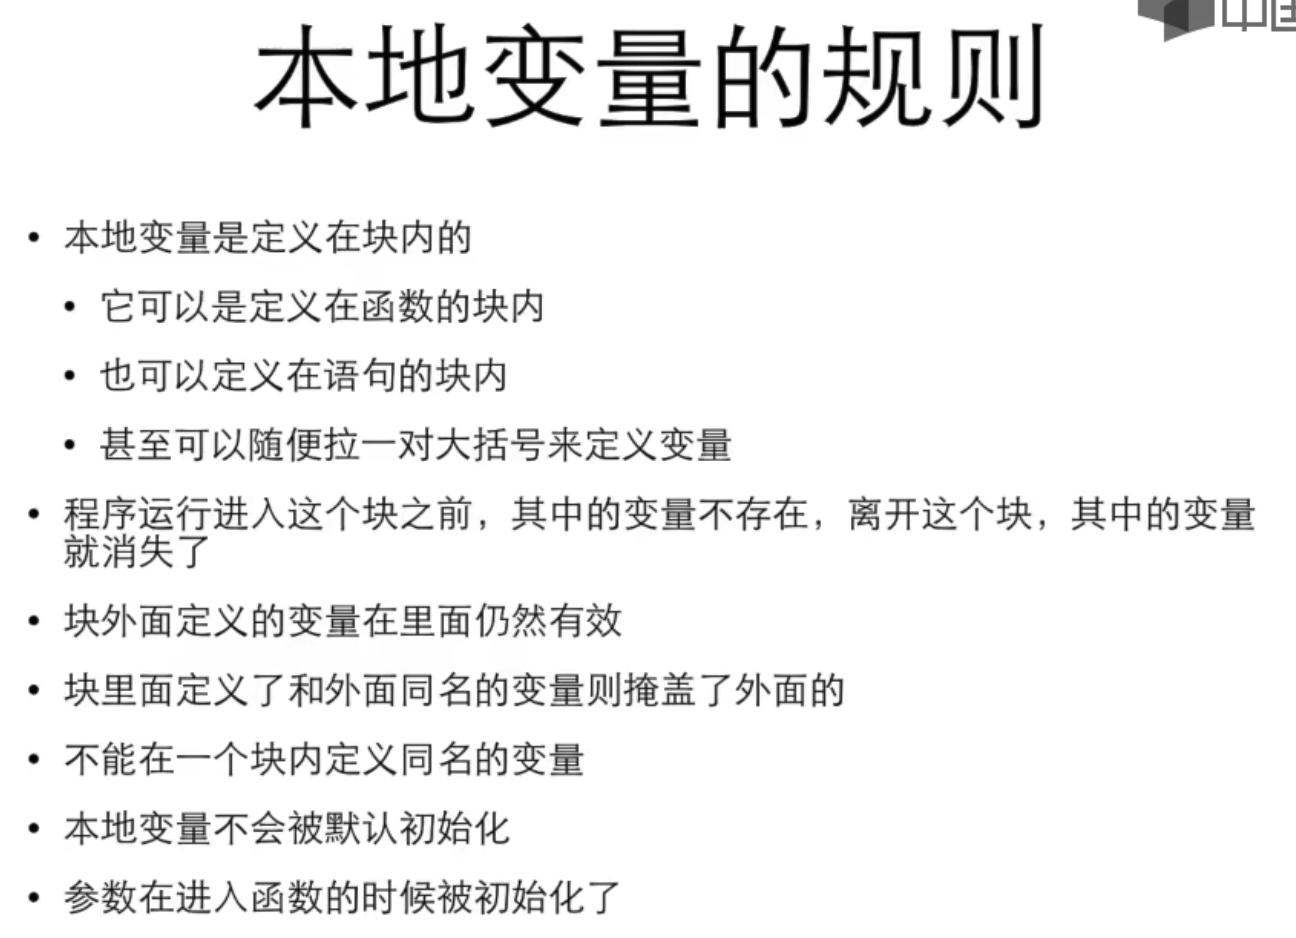 本地变量的规则
• 本地变量是定义在块内的
• 它可以是定义在函数的块内
• 也可以定义在语句的块内
• 甚至可以随便拉一对大括号来定义变量
• 程序运行进入这个块之前，其中的变量不存在，离开这个块，其中的变量
就消失了
• 块外面定义的变量在里面仍然有效
• 块里面定义了和外面同名的变量则掩盖了外面的
• 不能在一个块内定义同名的变量
• 本地变量不会被默认初始化
• 参数在进入函数的时候被初始化了